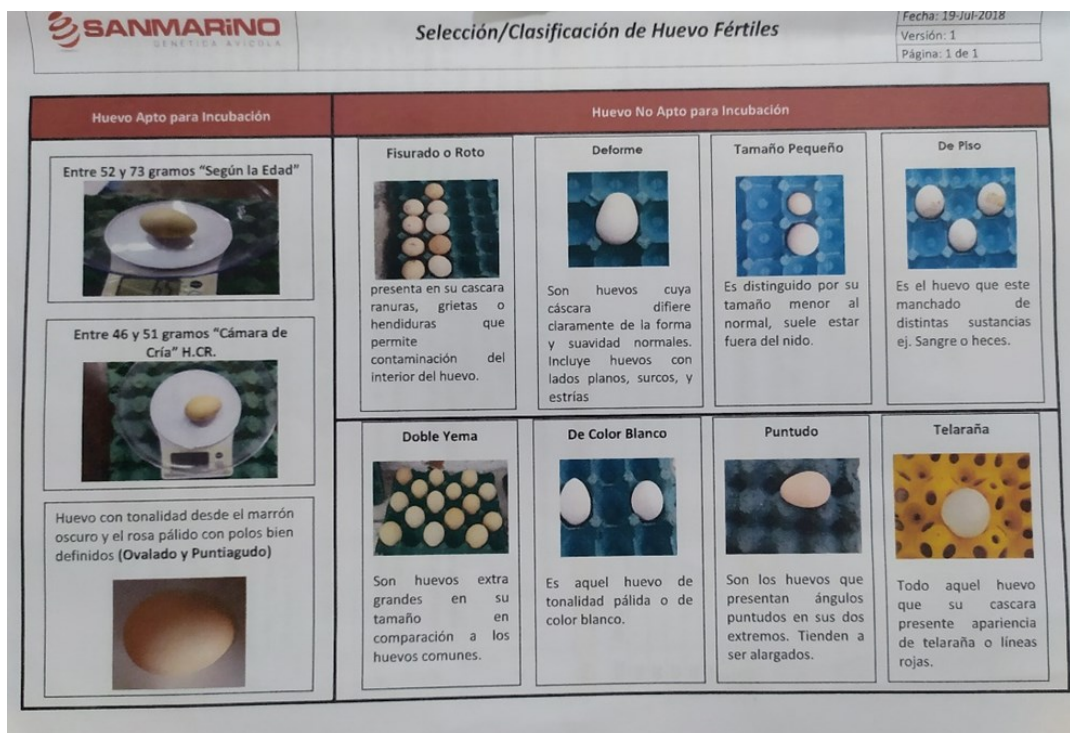 SANMARiNO
GENÉTICA AVÍCOLA
Selección/Clasificación de Huevo Fértiles
Fecha: 19-Jul-2018
Versión: 1
Página: 1 de 1
Huevo Apto para Incubación
Entre 52 y 73 gramos “Según la Edad”
Entre 46 y 51 gramos “Cámara de
Cría” H.CR.
Huevo con tonalidad desde el marrón
oscuro y el rosa pálido con polos bien
definidos (Ovalado y Puntiagudo)
Huevo No Apto para Incubación
Fisurado o Roto
presenta en su cascara
ranuras, grietas o
hendiduras que
permite
contaminación del
interior del huevo.
Deforme
Son huevos cuya
cáscara difiere
claramente de la forma
y suavidad normales.
Incluye huevos con
lados planos, surcos, y
estrías
Tamaño Pequeño
Es distinguido por su
tamaño menor al
normal, suele estar
fuera del nido.
De Piso
Es el huevo que este
manchado de
distintas sustancias
ej. Sangre o heces.
Doble Yema
Son huevos extra
grandes en su
tamaño en
comparación a los
huevos comunes.
De Color Blanco
Es aquel huevo de
tonalidad pálida o de
color blanco.
Puntudo
Son los huevos que
presentan ángulos
puntudos en sus dos
extremos. Tienden a
ser alargados.
Telaraña
Todo aquel huevo
que su cascara
presente apariencia
de telaraña o líneas
rojas.